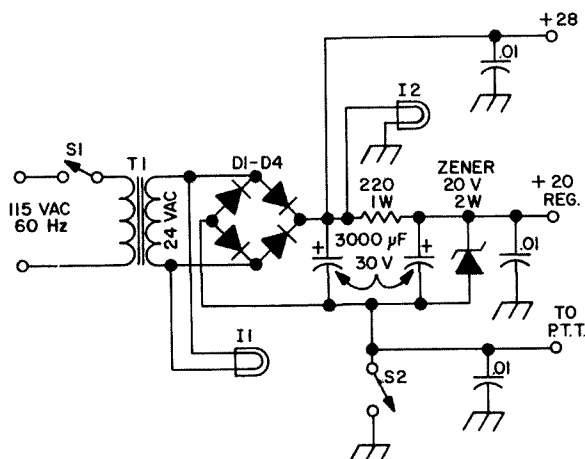 +28
.01
I2
S1
T1
D1-D4
ZENER
20 V
2W
+20
REG.
220
1W
115 VAC
60 Hz
24 VAC
+
3000 µF
30 V
+
.01
TO
P.T.T.
I1
S2
.01